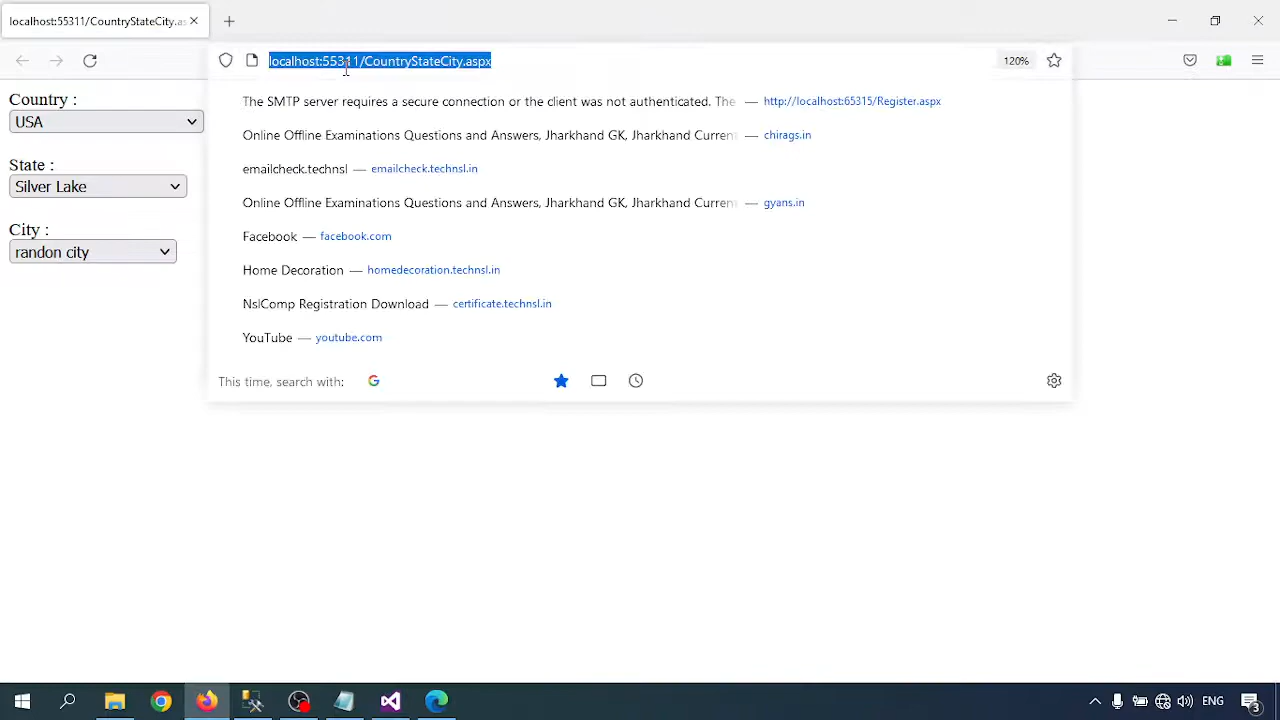 localhost:55311/CountryStateCity.as
localhost:55311/CountryStateCity.aspx
120%
Country :
USA
State :
Silver Lake
City :
randon city
The SMTP server requires a secure connection or the client was not authenticated. The — http://localhost:65315/Register.aspx
Online Offline Examinations Questions and Answers, Jharkhand GK, Jharkhand Curren — chirags.in
emailcheck.technsl — emailcheck.technsl.in
Online Offline Examinations Questions and Answers, Jharkhand GK, Jharkhand Curren — gyans.in
Facebook — facebook.com
Home Decoration — homedecoration.technsl.in
NslComp Registration Download — certificate.technsl.in
YouTube — youtube.com
This time, search with:
ENG
3